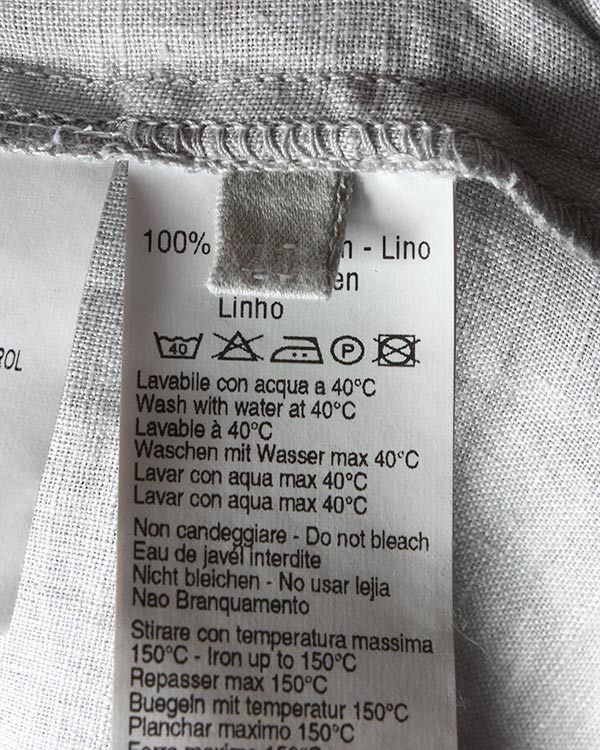 100% - Lino
Linho
40 P
Lavabile con acqua a 40°C
Wash with water at 40°C
Lavable à 40°C
Waschen mit Wasser max 40°C
Lavar con aqua max 40°C
Lavar con aqua max 40°C
Non candeggiare - Do not bleach
Eau de javél interdite
Nicht bleichen - No usar lejia
Nao Branquamento
Stirare con temperatura massima
150°C - Iron up to 150°C
Repasser max 150°C
Buegeln mit temperatur 150°C
Planchar maximo 150°C